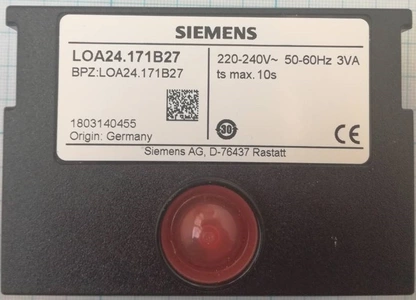 SIEMENS
LOA24.171B27
BPZ:LOA24.171B27
220-240V~ 50-60Hz 3VA
ts max. 10s
1803140455
Origin: Germany
30
CE
Siemens AG, D-76437 Rastatt